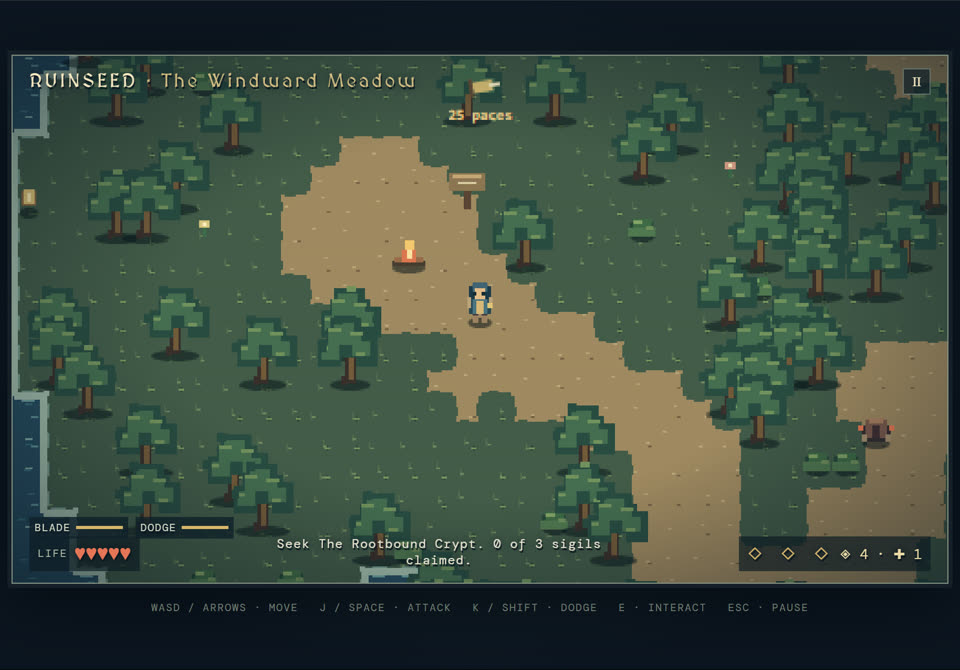 RUINSEED · The Windward Meadow
II
25 paces
BLADE
DODGE
LIFE
Seek The Rootbound Crypt. 0 of 3 sigils
claimed.
4 · 1
WASD / ARROWS · MOVE J / SPACE · ATTACK K / SHIFT · DODGE E · INTERACT ESC · PAUSE